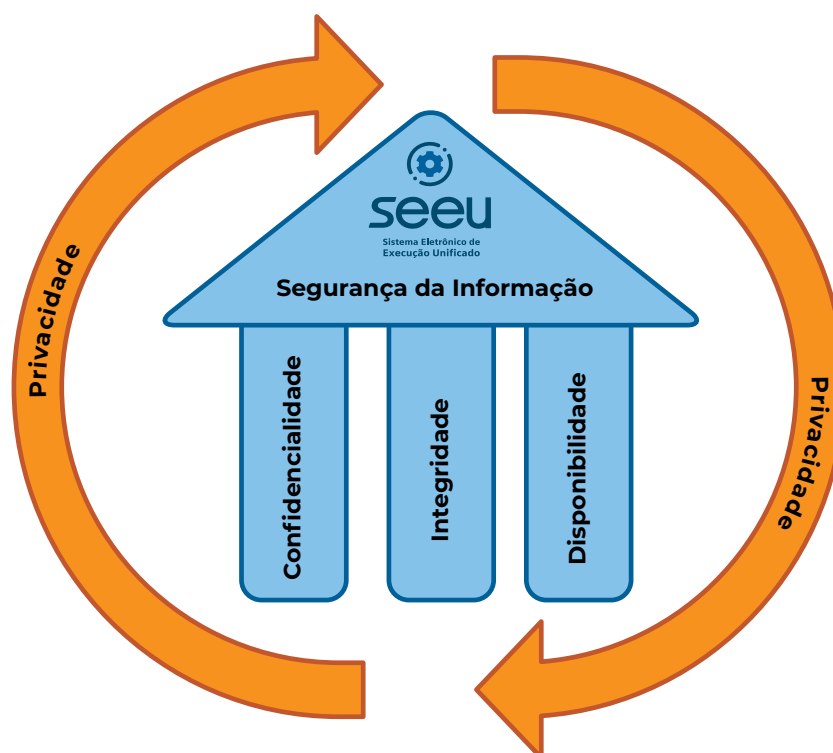 seeu
Sistema Eletrônico de
Execução Unificado
Segurança da Informação
Privacidade
Confidencialidade
Integridade
Disponibilidade
Privacidade